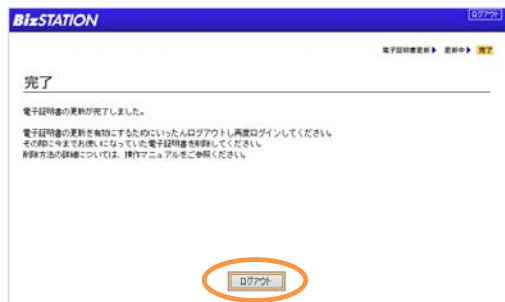 BizSTATION
ログアウト
電子証明書更新 更新中 完了
完了
電子証明書の更新が完了しました。
電子証明書の更新を有効にするためにいったんログアウトし再度ログインしてください。
その際に今までお使いになっていた電子証明書を削除してください。
削除方法の詳細については、操作マニュアルをご参照ください。
ログアウト